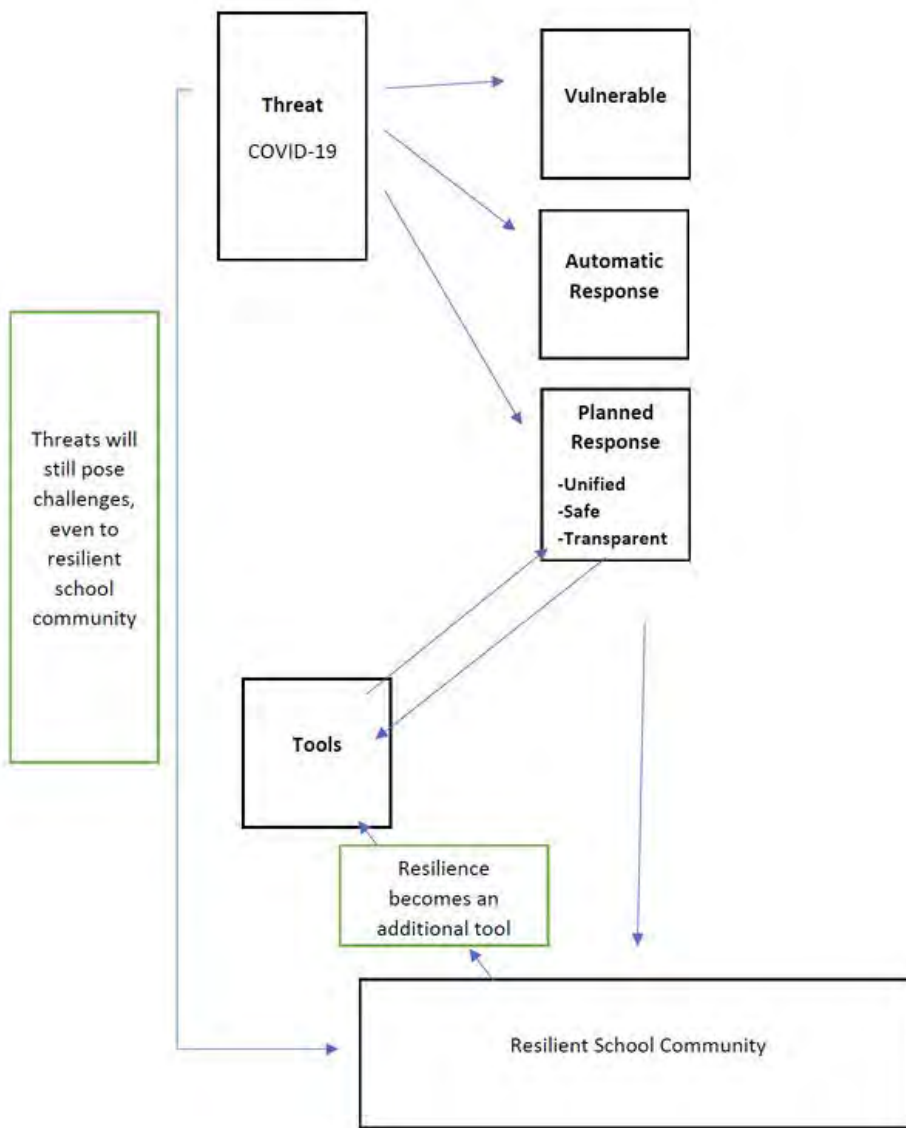 Threat
COVID-19
Vulnerable
Automatic
Response
Planned
Response
-Unified
-Safe
-Transparent
Threats will
still pose
challenges,
even to
resilient
school
community
Tools
Resilience
becomes an
additional tool
Resilient School Community